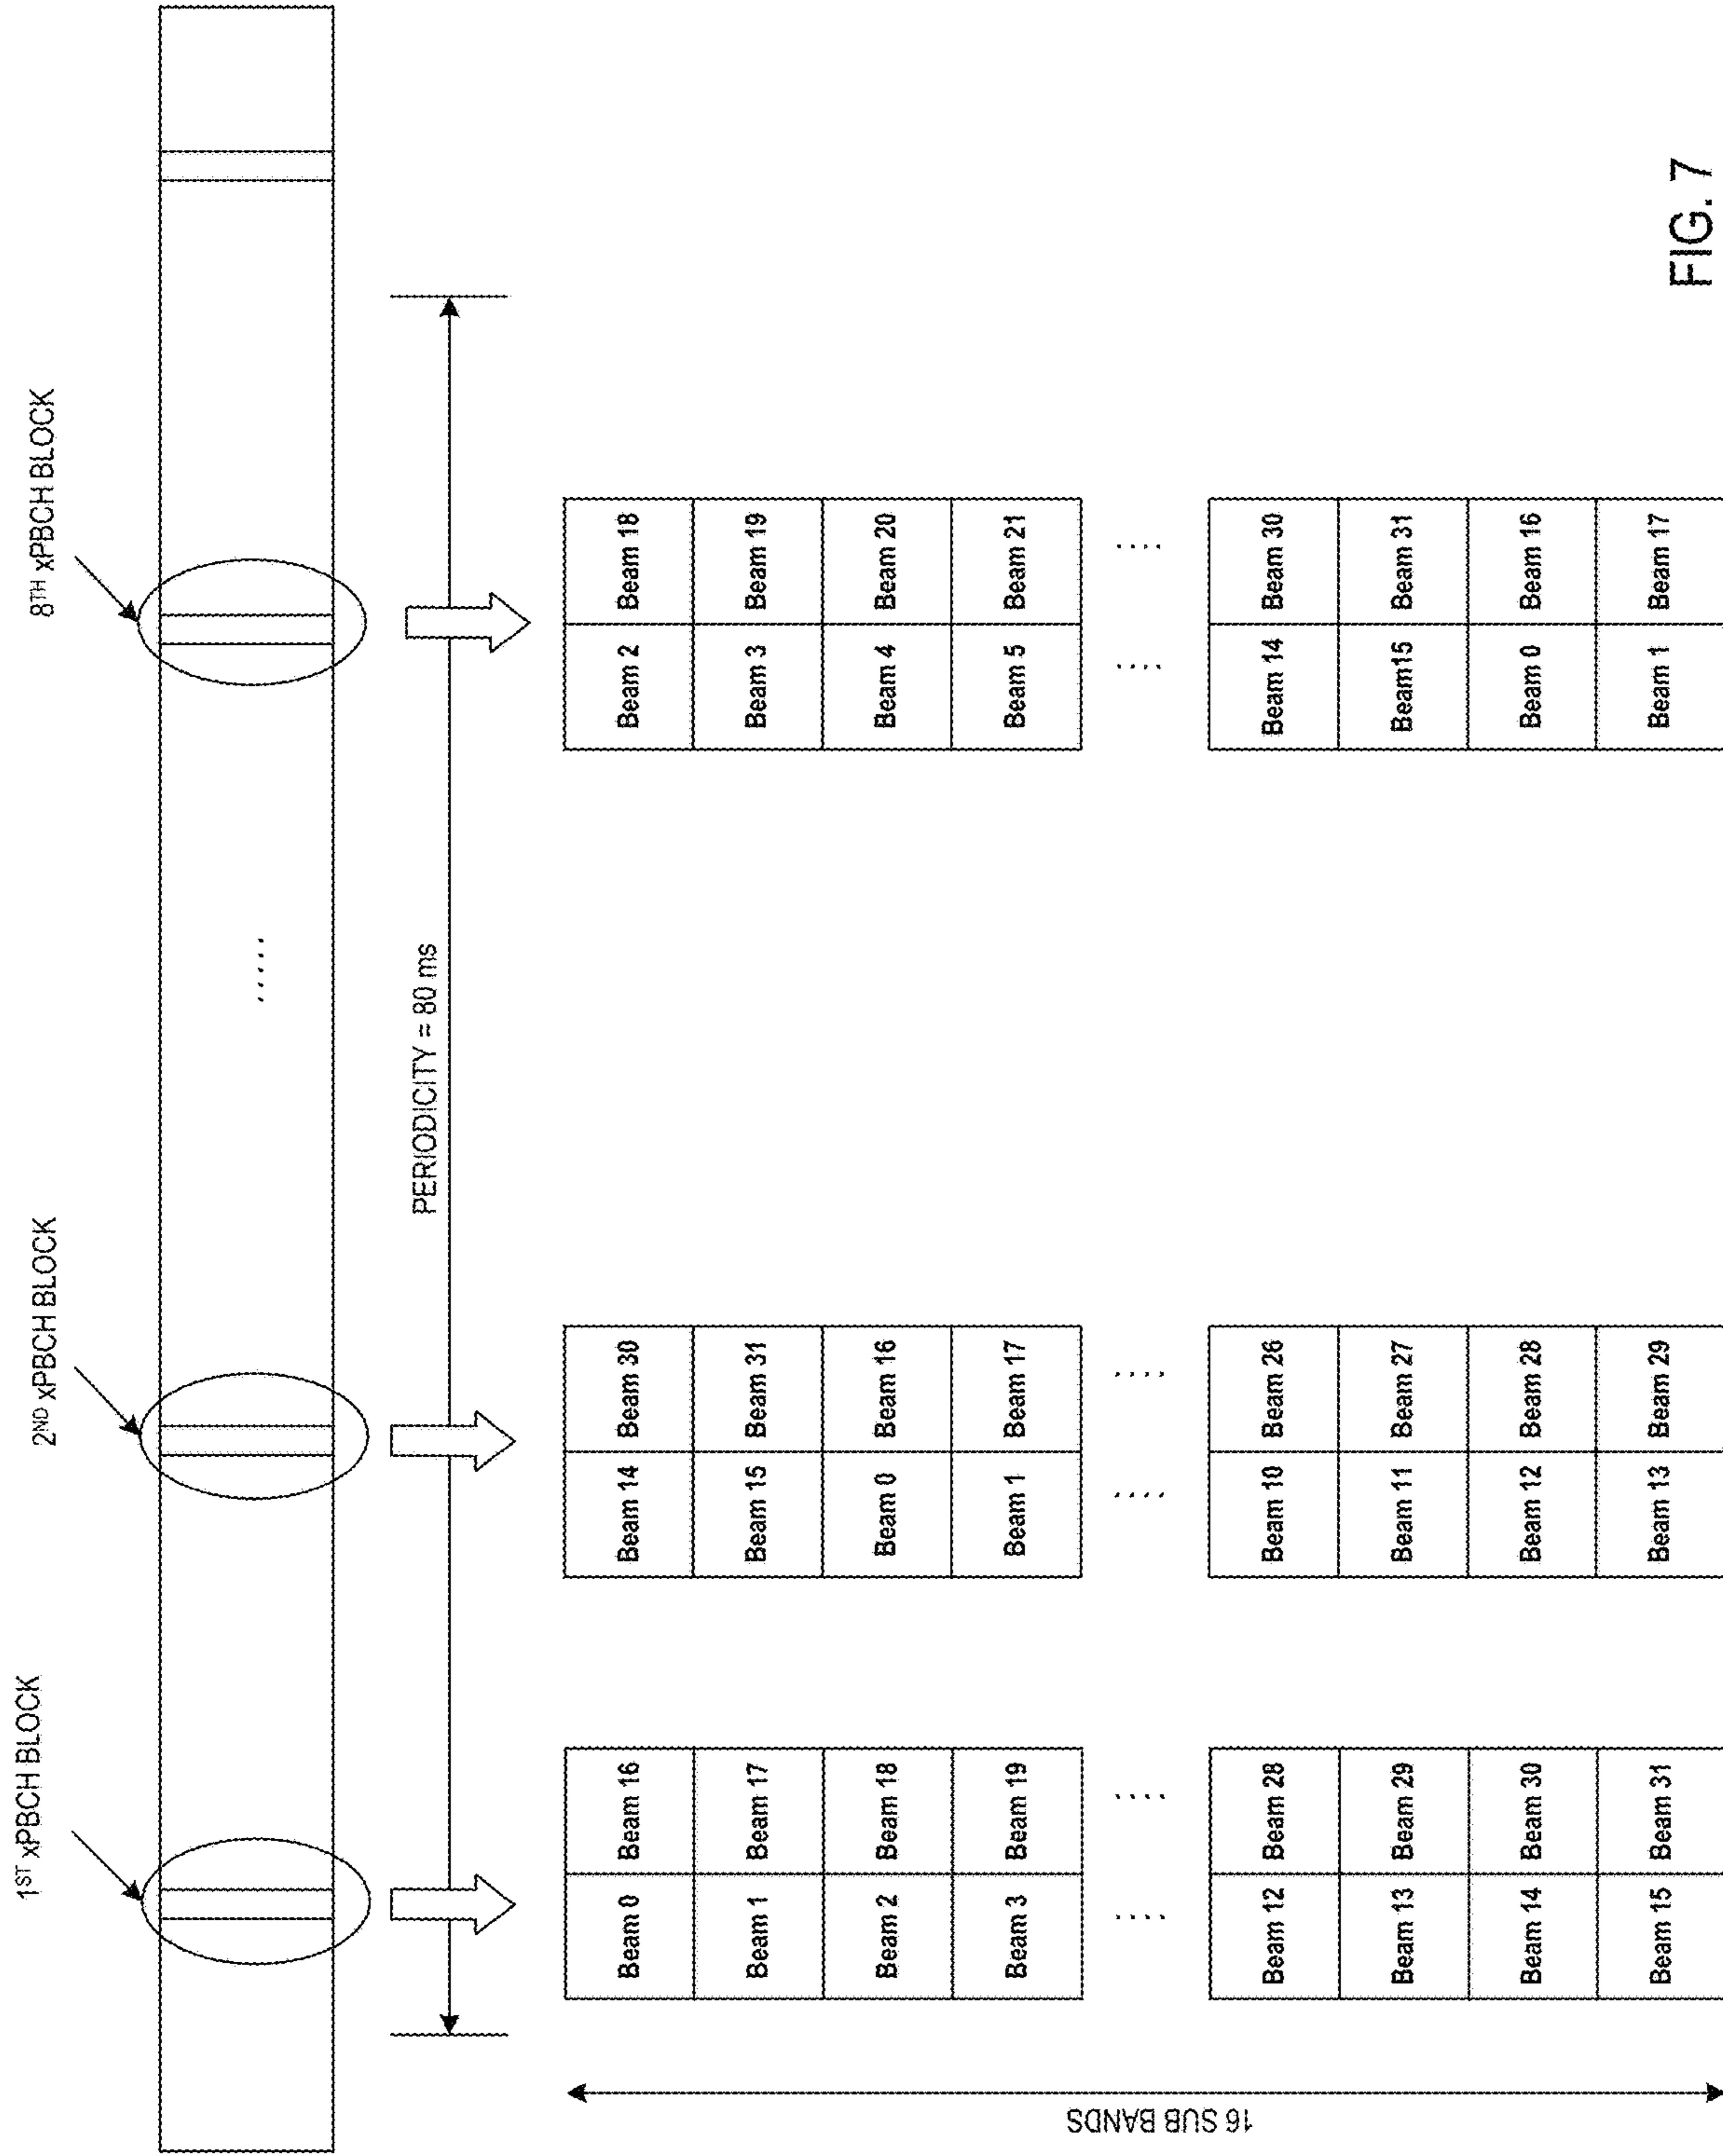 1ST xPBCH BLOCK
2ND xPBCH BLOCK
8TH xPBCH BLOCK
.....
PERIODICITY = 80 ms
16 SUB BANDS
Beam 0 Beam 16
Beam 1 Beam 17
Beam 2 Beam 18
Beam 3 Beam 19
.... ....
Beam 12 Beam 28
Beam 13 Beam 29
Beam 14 Beam 30
Beam 15 Beam 31
Beam 14 Beam 30
Beam 15 Beam 31
Beam 0 Beam 16
Beam 1 Beam 17
.... ....
Beam 10 Beam 26
Beam 11 Beam 27
Beam 12 Beam 28
Beam 13 Beam 29
Beam 2 Beam 18
Beam 3 Beam 19
Beam 4 Beam 20
Beam 5 Beam 21
.... ....
Beam 14 Beam 30
Beam15 Beam 31
Beam 0 Beam 16
Beam 1 Beam 17
FIG. 7